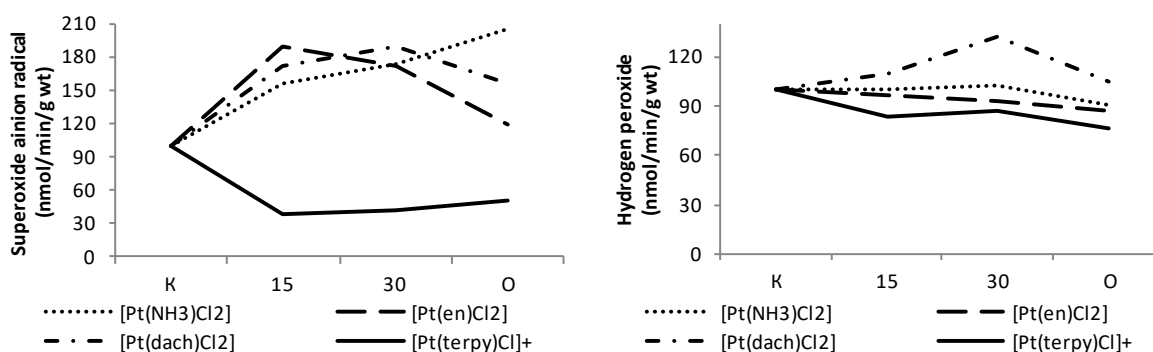 Superoxide ainion radical
(nmol/min/g wt)
210
180
150
120
90
60
30
0
K
15
30
O
[Pt(NH3)Cl2]
[Pt(en)Cl2]
[Pt(dach)Cl2]
[Pt(terpy)Cl]+
Hydrogen peroxide
(nmol/min/g wt)
120
90
60
30
0
K
15
30
O
[Pt(NH3)Cl2]
[Pt(en)Cl2]
[Pt(dach)Cl2]
[Pt(terpy)Cl]+